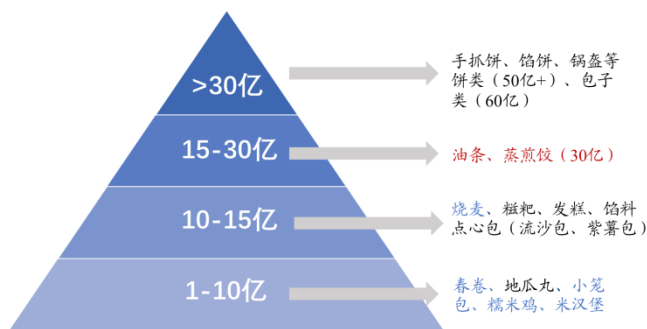 >30亿
手抓饼、馅饼、锅盔等
饼类（50亿+）、包子
类（60亿）
15-30亿
油条、蒸煎饺（30亿）
10-15亿
烧麦、糍粑、发糕、馅料
点心包（流沙包、紫薯包）
1-10亿
春卷、地瓜丸、小笼
包、糯米鸡、米汉堡